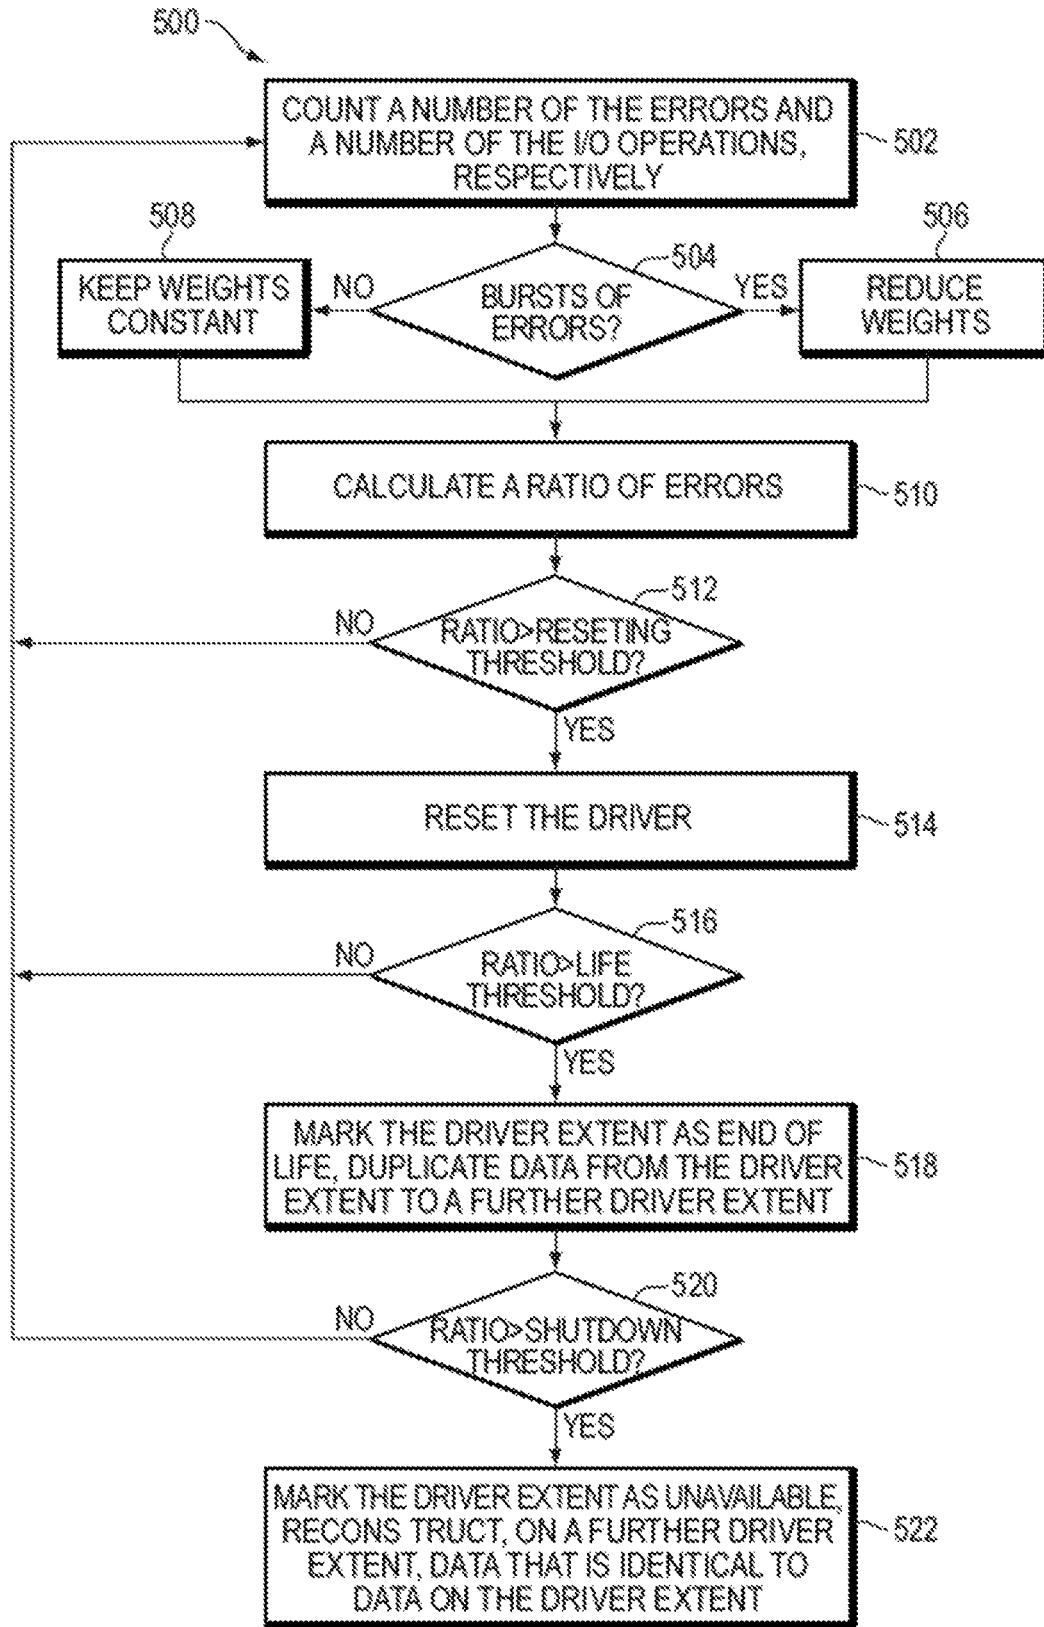 500
COUNT A NUMBER OF THE ERRORS AND
A NUMBER OF THE I/O OPERATIONS,
RESPECTIVELY
502
508
506
504
KEEP WEIGHTS
CONSTANT
NO
BURSTS OF
ERRORS?
YES
REDUCE
WEIGHTS
CALCULATE A RATIO OF ERRORS
510
512
NO
RATIO>RESETING
THRESHOLD?
YES
RESET THE DRIVER
514
516
NO
RATIO>LIFE
THRESHOLD?
YES
MARK THE DRIVER EXTENT AS END OF
LIFE, DUPLICATE DATA FROM THE DRIVER
EXTENT TO A FURTHER DRIVER EXTENT
518
520
NO
RATIO>SHUTDOWN
THRESHOLD?
YES
MARK THE DRIVER EXTENT AS UNAVAILABLE,
RECONS TRUCT, ON A FURTHER DRIVER
EXTENT, DATA THAT IS IDENTICAL TO
DATA ON THE DRIVER EXTENT
522